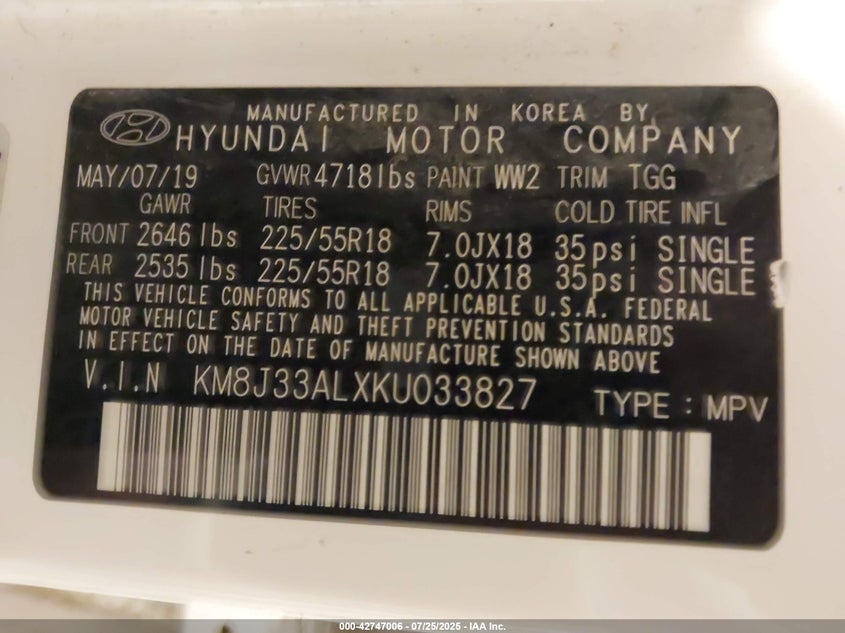 MANUFACTURED IN KOREA BY
HYUNDAI MOTOR COMPANY
MAY/07/19 GVWR 4718lbs PAINT WW2 TRIM TGG
GAWR TIRES RIMS COLD TIRE INFL
FRONT 2646 lbs 225/55R18 7.0JX18 35psi SINGLE
REAR 2535 lbs 225/55R18 7.0JX18 35psi SINGLE
THIS VEHICLE CONFORMS TO ALL APPLICABLE U.S.A. FEDERAL
MOTOR VEHICLE SAFETY AND THEFT PREVENTION STANDARDS
IN EFFECT ON THE DATE OF MANUFACTURE SHOWN ABOVE
V.I.N KM8J33ALXKU033827 TYPE : MPV
000-42747006 - 07/25/2025 - IAA Inc.